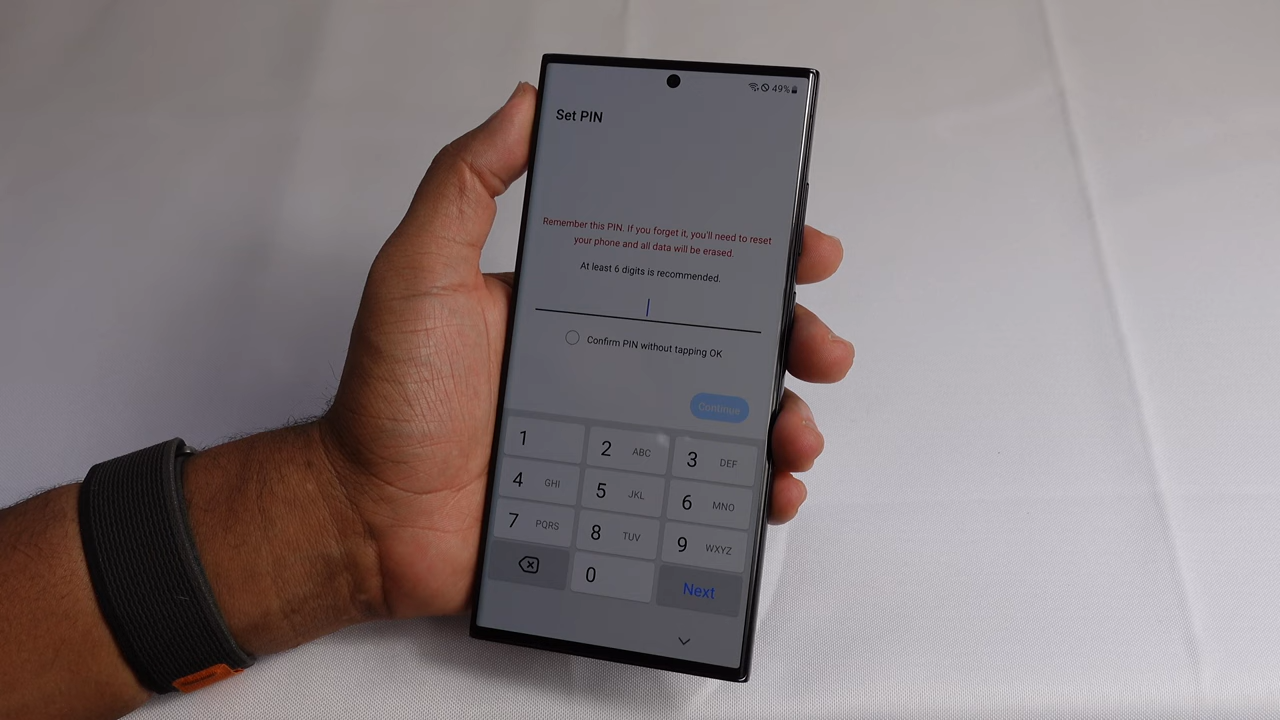 49%
Set PIN
Remember this PIN. If you forget it, you'll need to reset
your phone and all data will be erased.
At least 6 digits is recommended.
Confirm PIN without tapping OK
Continue
1 2 ABC 3 DEF
4 GHI 5 JKL 6 MNO
7 PQRS 8 TUV 9 WXYZ
0 Next